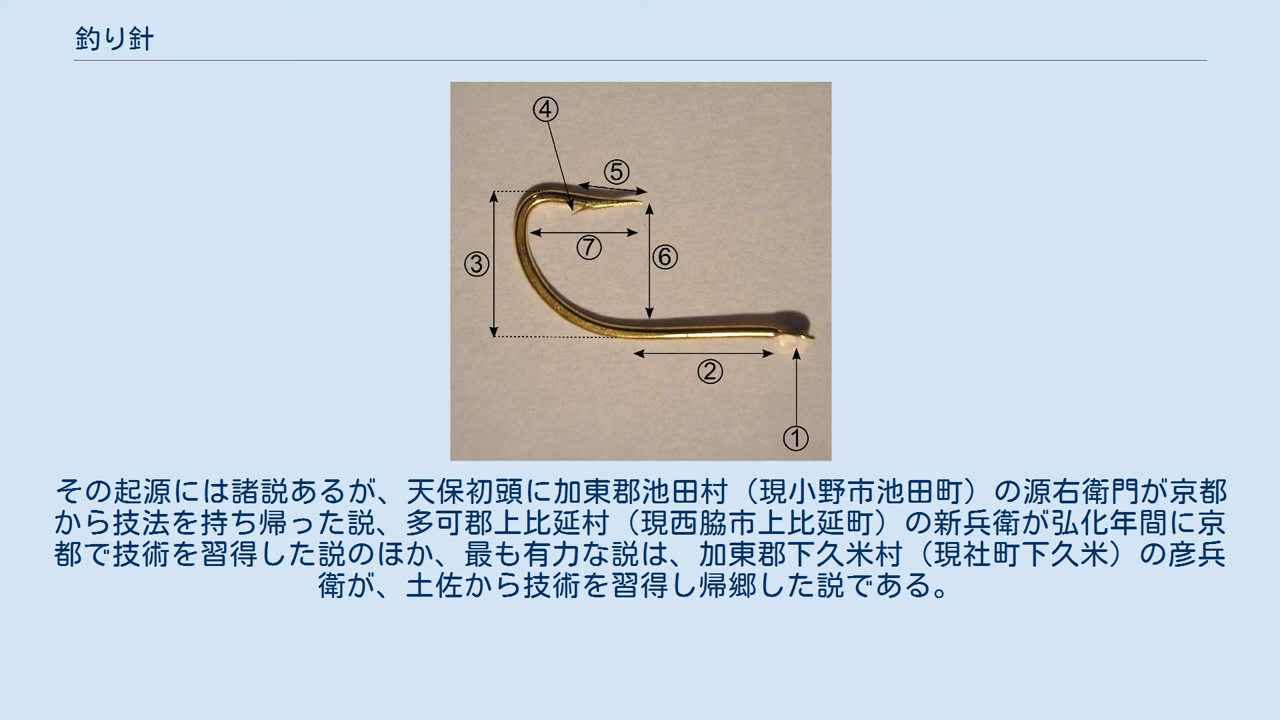 釣り針
④
⑤
⑦
③
⑥
②
①
その起源には諸説あるが、天保初頭に加東郡池田村（現小野市池田町）の源右衛門が京都
から技法を持ち帰った説、多可郡上比延村（現西脇市上比延町）の新兵衛が弘化年間に京
都で技術を習得した説のほか、最も有力な説は、加東郡下久米村（現社町下久米）の彦兵
衛が、土佐から技術を習得し帰郷した説である。